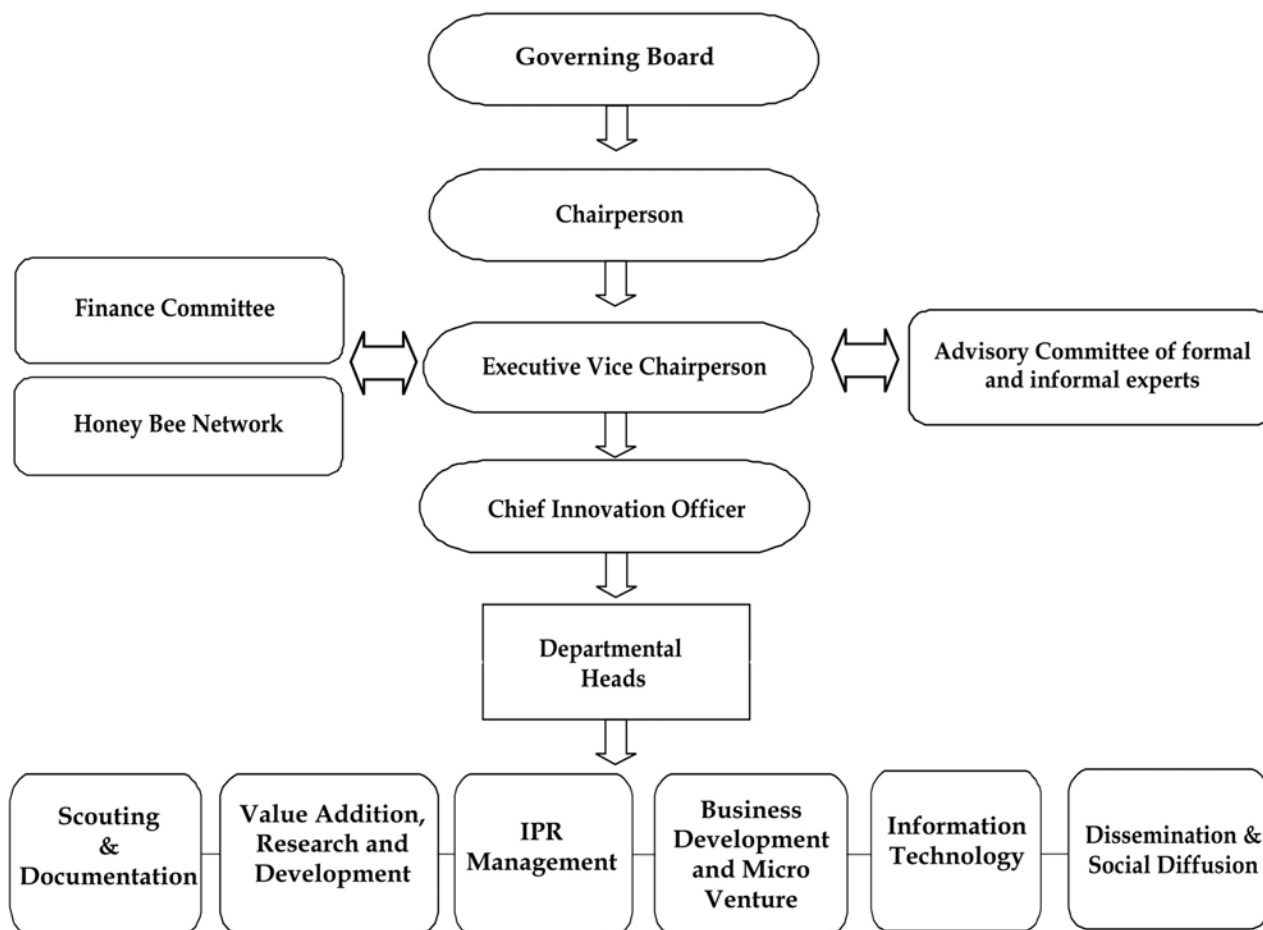 Governing Board
Chairperson
Finance Committee
Executive Vice Chairperson
Advisory Committee of formal
and informal experts
Honey Bee Network
Chief Innovation Officer
Departmental
Heads
Scouting
&
Documentation
Value Addition,
Research and
Development
IPR
Management
Business
Development
and Micro
Venture
Information
Technology
Dissemination &
Social Diffusion